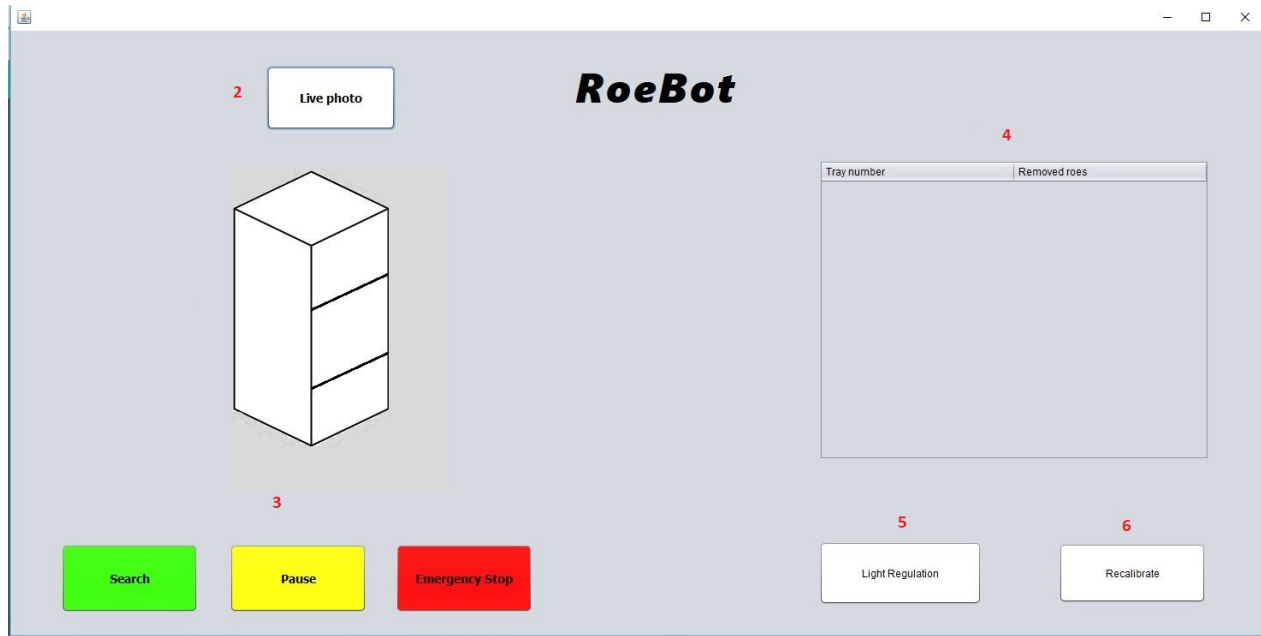 RoeBot
2
Live photo
4
Tray number Removed roes
3
Search
Pause
Emergency Stop
5
Light Regulation
6
Recalibrate